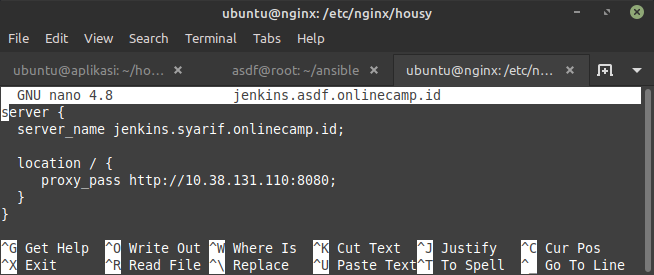 ubuntu@nginx: /etc/nginx/housy
File Edit View Search Terminal Tabs Help
ubuntu@aplikasi: ~/ho... × asdf@root: ~/ansible × ubuntu@nginx: /etc/n... ×
GNU nano 4.8 jenkins.asdf.onlinecamp.id
server {
server_name jenkins.syarif.onlinecamp.id;
location / {
proxy_pass http://10.38.131.110:8080;
}
}
^G Get Help ^O Write Out ^W Where Is ^K Cut Text ^J Justify ^C Cur Pos
^X Exit ^R Read File ^\ Replace ^U Paste Text^T To Spell ^_ Go To Line